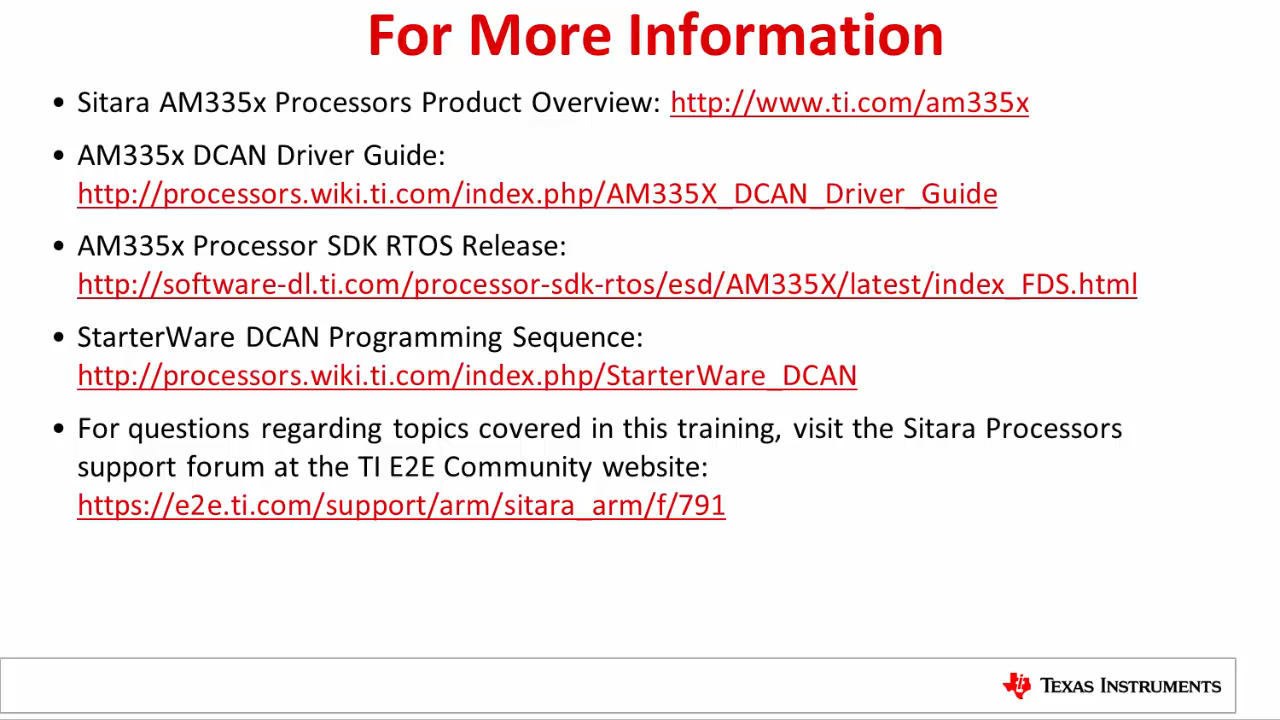 For More Information
• Sitara AM335x Processors Product Overview: http://www.ti.com/am335x
• AM335x DCAN Driver Guide:
http://processors.wiki.ti.com/index.php/AM335X_DCAN_Driver_Guide
• AM335x Processor SDK RTOS Release:
http://software-dl.ti.com/processor-sdk-rtos/esd/AM335X/latest/index_FDS.html
• StarterWare DCAN Programming Sequence:
http://processors.wiki.ti.com/index.php/StarterWare_DCAN
• For questions regarding topics covered in this training, visit the Sitara Processors
support forum at the TI E2E Community website:
https://e2e.ti.com/support/arm/sitara_arm/f/791
TEXAS INSTRUMENTS